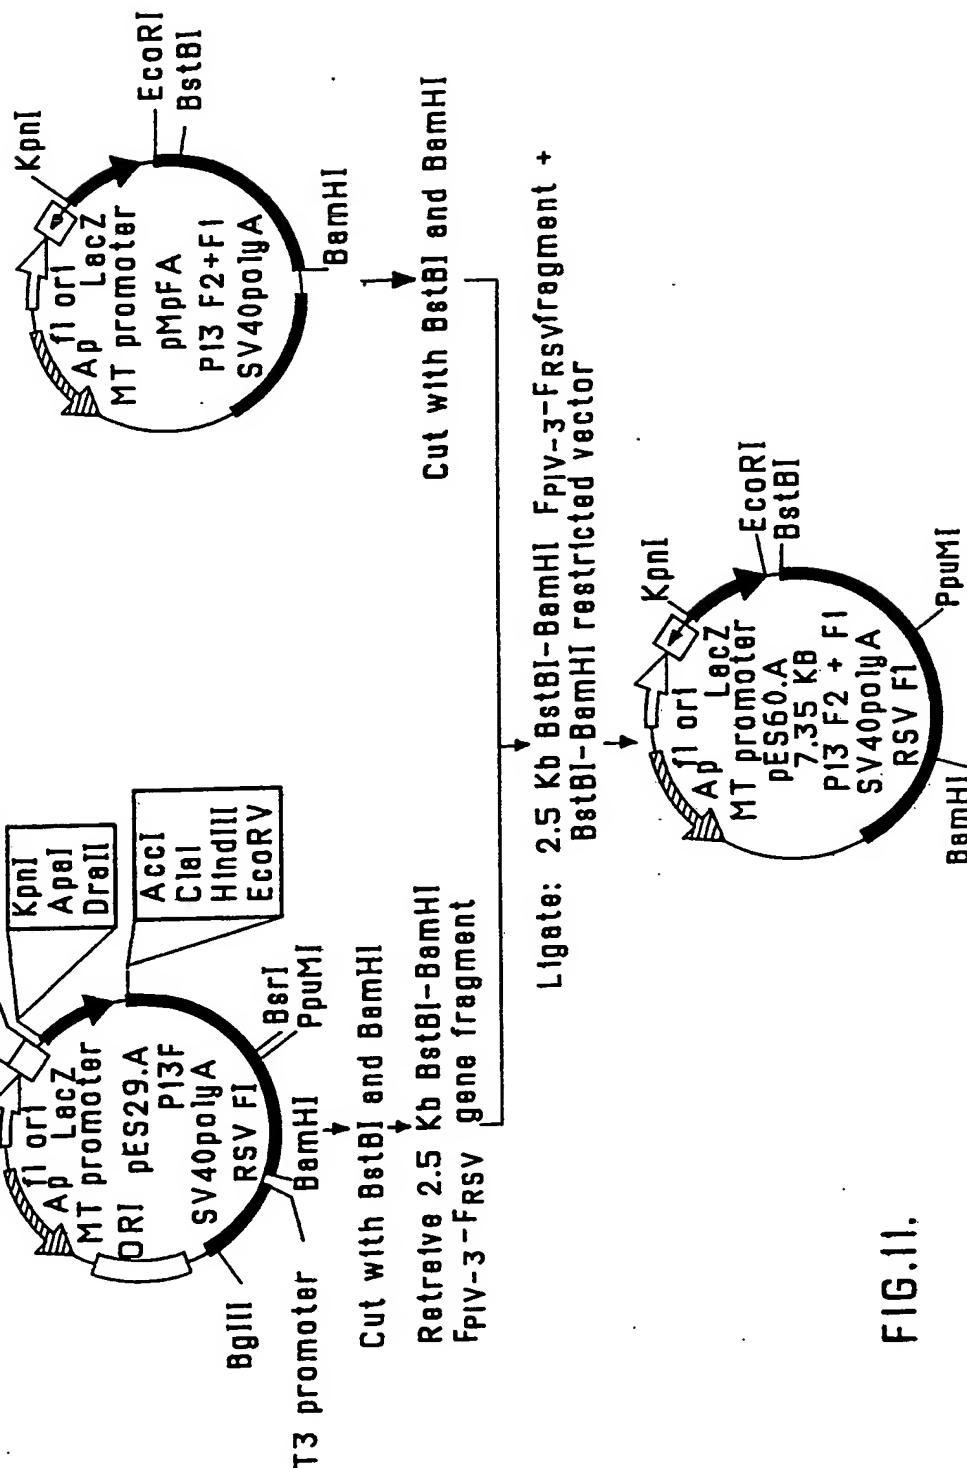 KpnI
ApaI
DraII
AccI
ClaI
HindIII
EcoRV
f1 ori
Ap LacZ
MT promoter
ORI pES29.A
PI3F
SV40polyA
RSV FI
BsrI
PpuMI
BamHI
BglII
T3 promoter
Cut with BstBI and BamHI
Retreive 2.5 Kb BstBI-BamHI
FPIV-3-FRSV gene fragment
KpnI
EcoRI
BstBI
f1 ori
Ap LacZ
MT promoter
pMpFA
PI3 F2+F1
SV40polyA
BamHI
Cut with BstBI and BamHI
Ligate: 2.5 Kb BstBI-BamHI FPIV-3-FRSVfragment +
BstBI-BamHI restricted vector
KpnI
EcoRI
BstBI
f1 ori
Ap LacZ
MT promoter
pES60.A
7.35 KB
PI3 F2 + F1
SV40polyA
RSV F1
PpuMI
BamHI
FIG.11.